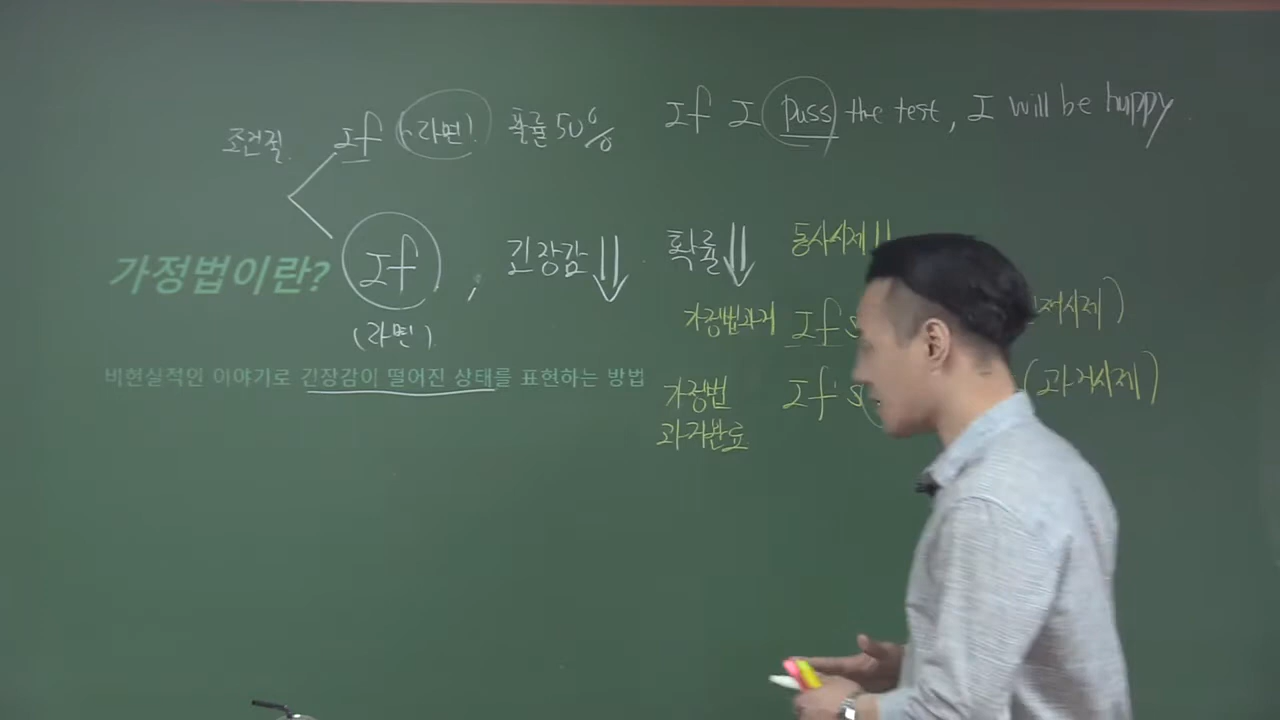 If I pass the test, I will be happy
조건절 If (라면! 확률 50%
긴장감 확률 동사시제
가정법이란? If ,
가정법과거 If s 시제)
(라면)
비현실적인 이야기로 긴장감이 떨어진 상태를 표현하는 방법
가정법 If s (과거시제)
과거완료